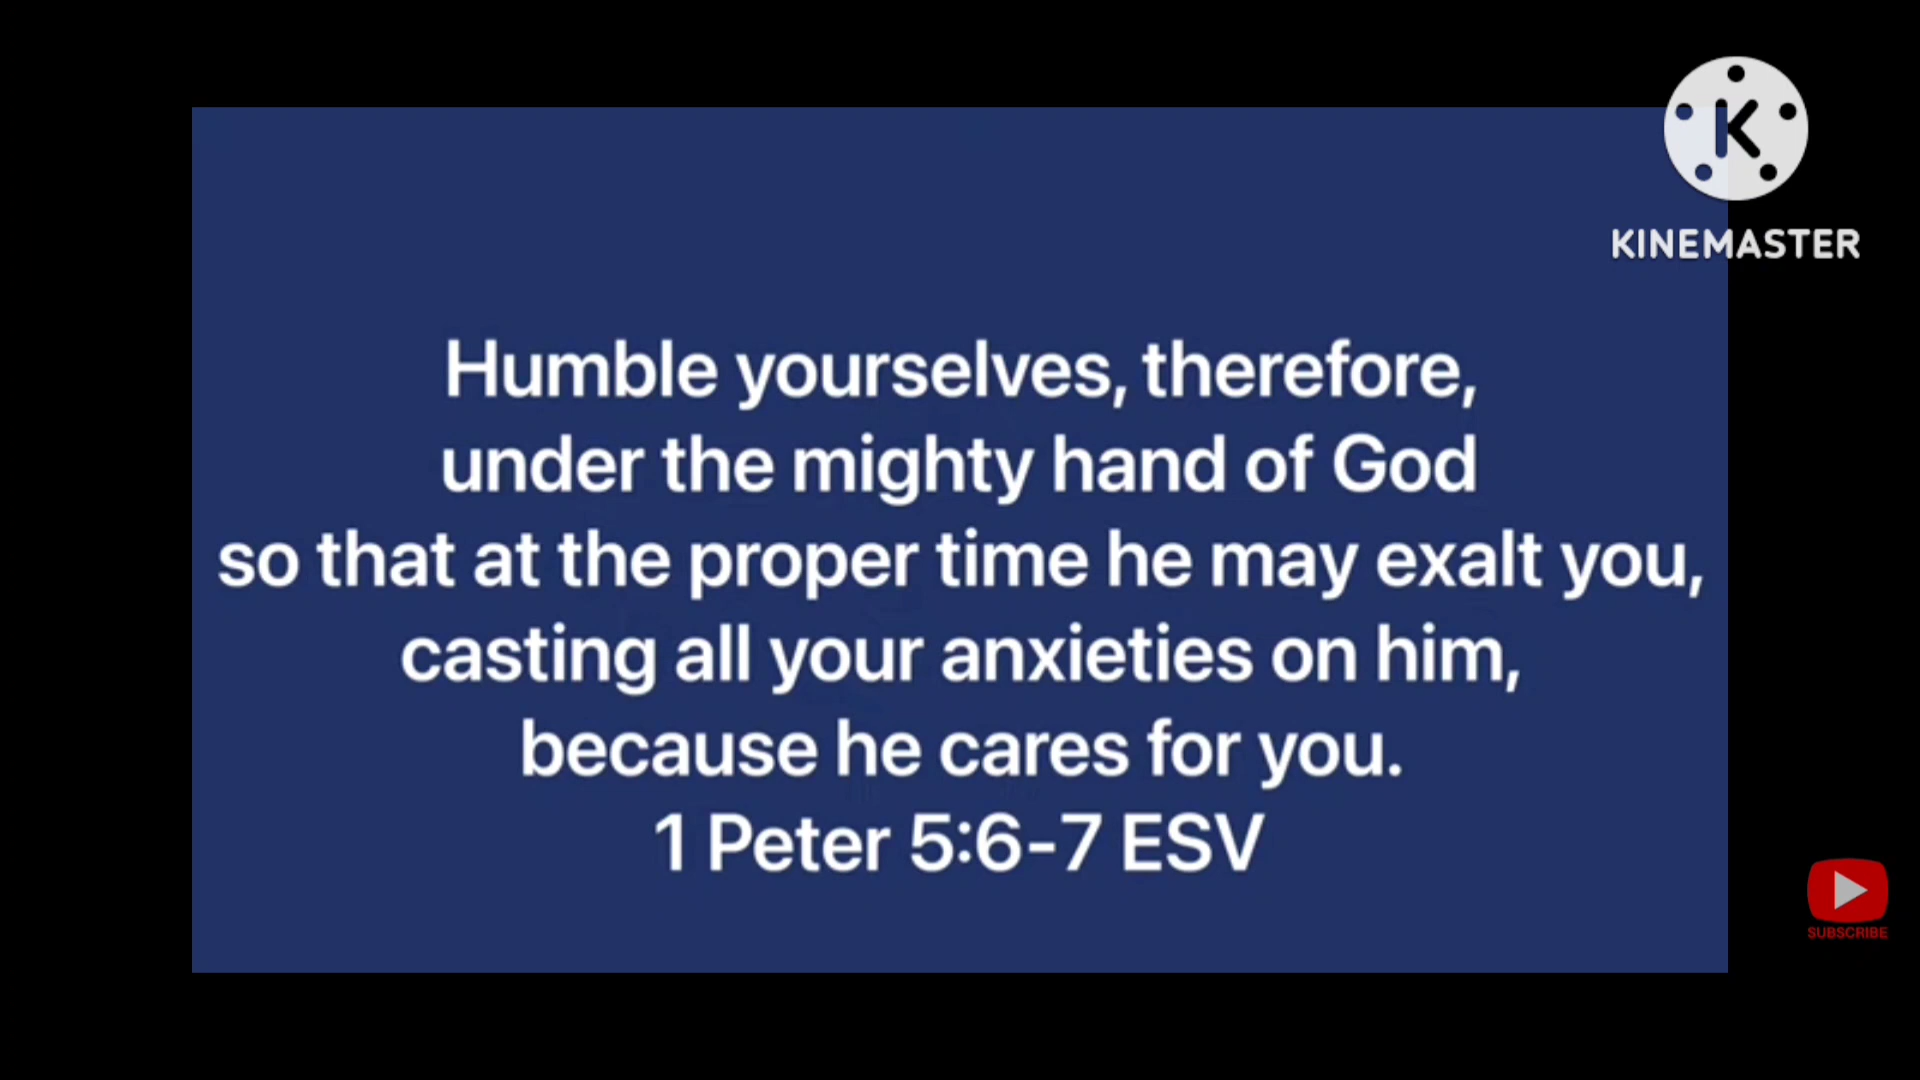 KINEMASTER
Humble yourselves, therefore,
under the mighty hand of God
so that at the proper time he may exalt you,
casting all your anxieties on him,
because he cares for you.
1 Peter 5:6-7 ESV
SUBSCRIBE